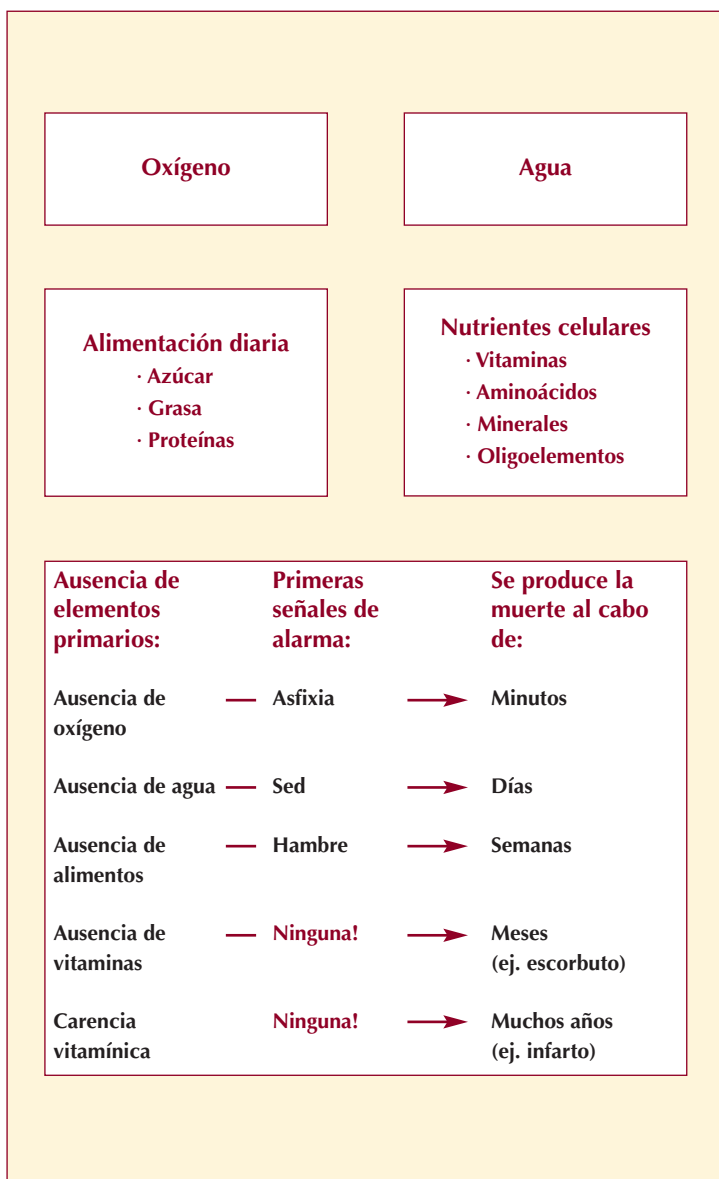 Oxígeno
Agua
Alimentación diaria
· Azúcar
· Grasa
· Proteínas
Nutrientes celulares
· Vitaminas
· Aminoácidos
· Minerales
· Oligoelementos
Ausencia de
elementos
primarios:
Primeras
señales de
alarma:
Se produce la
muerte al cabo
de:
Ausencia de
oxígeno
Asfixia
Minutos
Ausencia de agua
Sed
Días
Ausencia de
alimentos
Hambre
Semanas
Ausencia de
vitaminas
Ninguna!
Meses
(ej. escorbuto)
Carencia
vitamínica
Ninguna!
Muchos años
(ej. infarto)